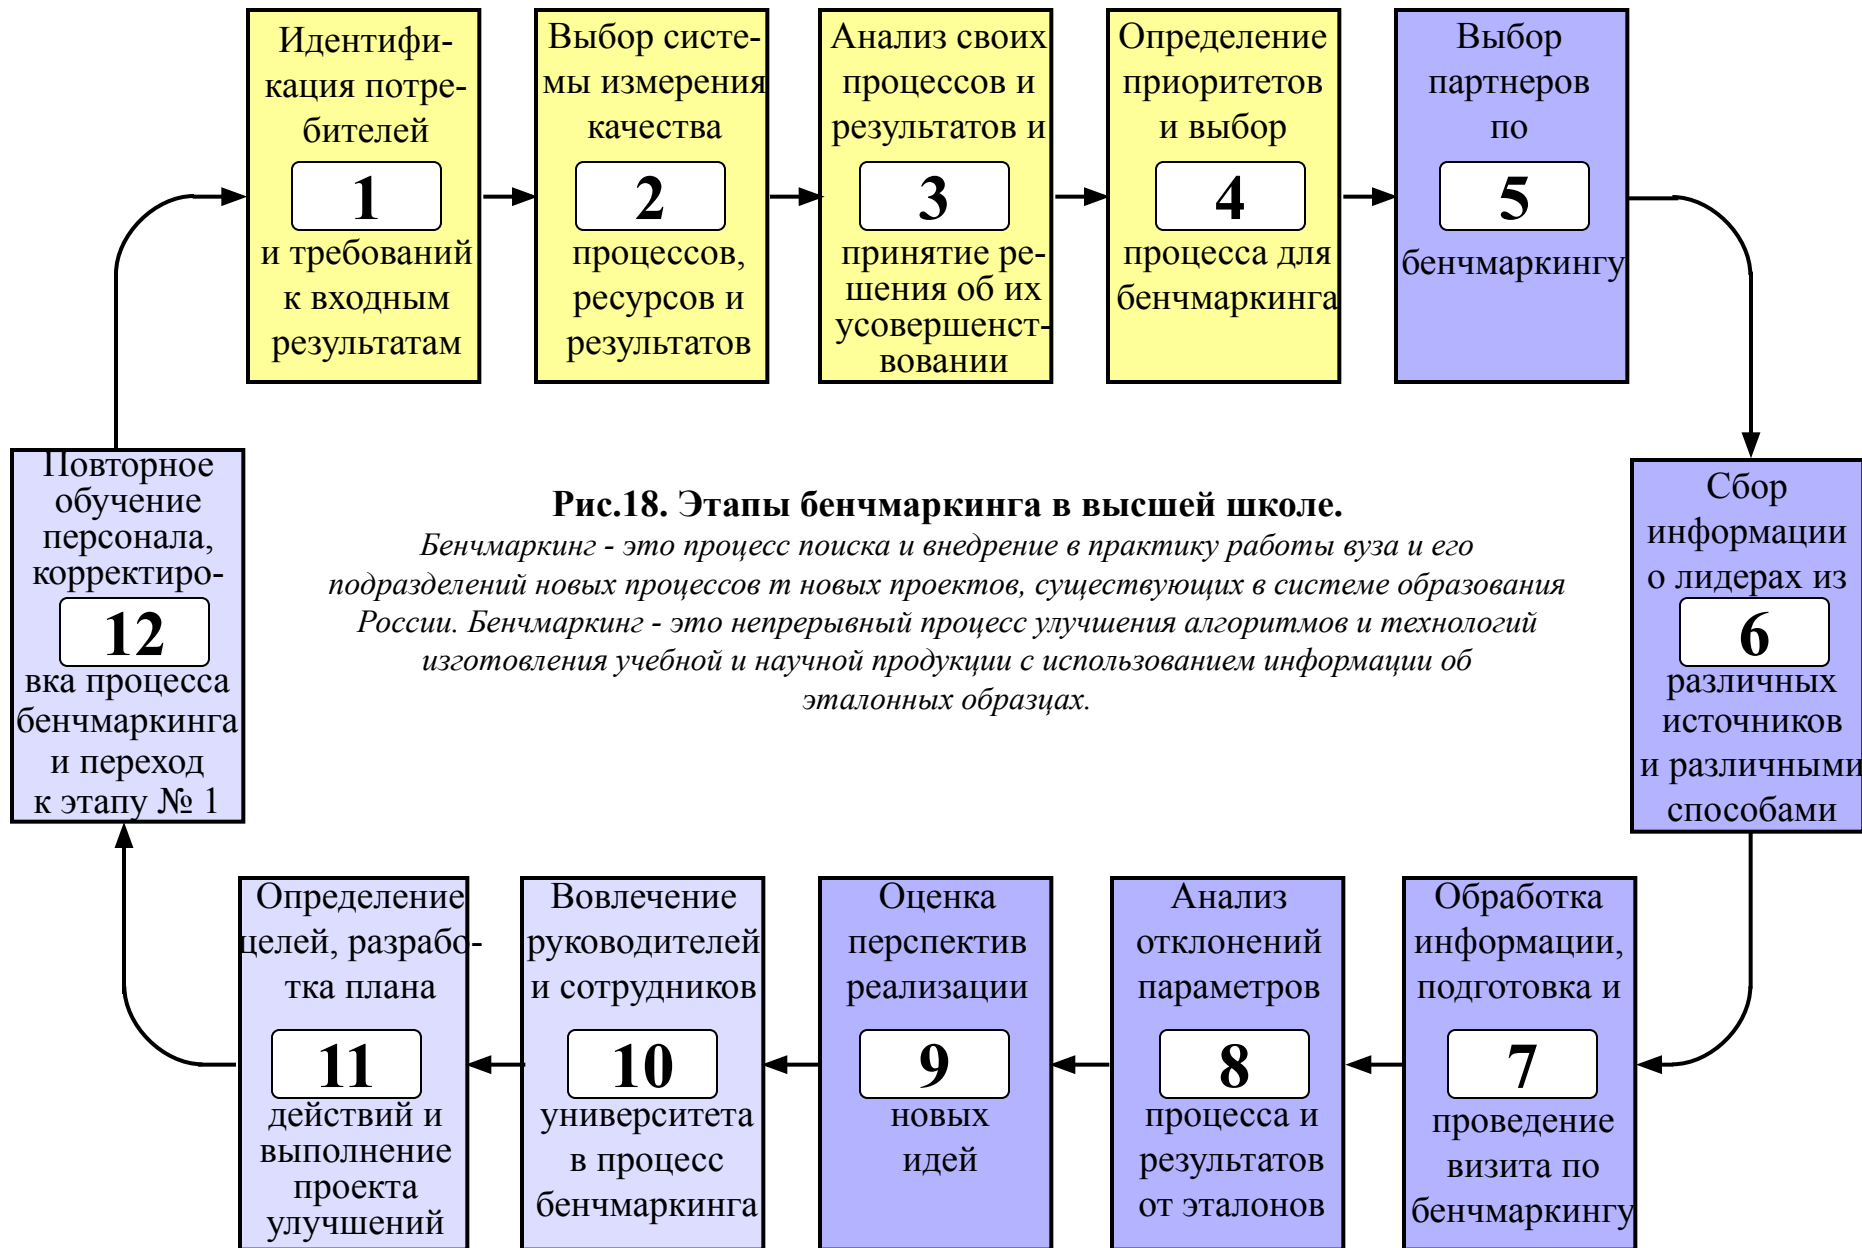 Идентифи-
кация потре-
бителей
1
и требований
к входным
результатам
Выбор систе-
мы измерения
качества
2
процессов,
ресурсов и
результатов
Анализ своих
процессов и
результатов и
3
принятие ре-
шения об их
усовершенст-
вовании
Определение
приоритетов
и выбор
4
процесса для
бенчмаркинга
Выбор
партнеров
по
5
бенчмаркингу
Сбор
информации
о лидерах из
6
различных
источников
и различными
способами
Обработка
информации,
подготовка и
7
проведение
визита по
бенчмаркингу
Анализ
отклонений
параметров
8
процесса и
результатов
от эталонов
Оценка
перспектив
реализации
9
новых
идей
Вовлечение
руководителей
и сотрудников
10
университета
в процесс
бенчмаркинга
Определение
целей, разрабо-
тка плана
11
действий и
выполнение
проекта
улучшений
Повторное
обучение
персонала,
корректиро-
12
вка процесса
бенчмаркинга
и переход
к этапу № 1
Рис.18. Этапы бенчмаркинга в высшей школе.
Бенчмаркинг - это процесс поиска и внедрение в практику работы вуза и его
подразделений новых процессов т новых проектов, существующих в системе образования
России. Бенчмаркинг - это непрерывный процесс улучшения алгоритмов и технологий
изготовления учебной и научной продукции с использованием информации об
эталонных образцах.